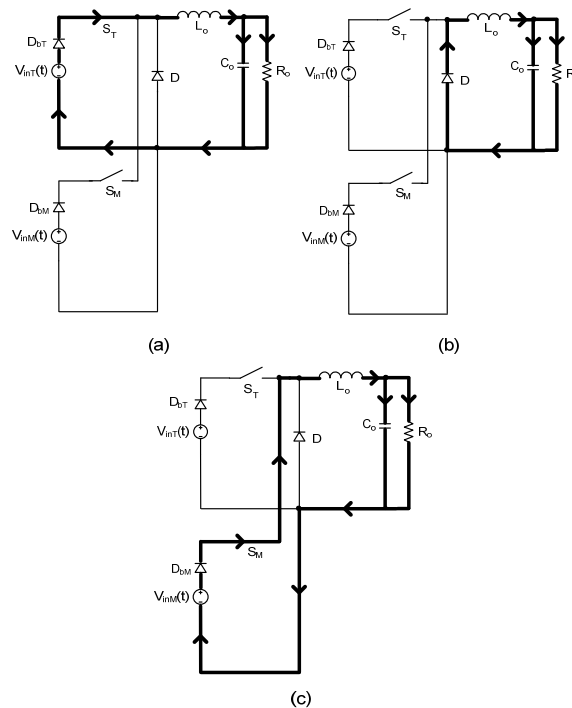 S_T
L_o
D_bT
V_inT(t)
D
C_o
R_o
S_M
D_bM
V_inM(t)
(a)
S_T
L_o
D_bT
V_inT(t)
D
C_o
R
S_M
D_bM
V_inM(t)
(b)
S_T
L_o
D_bT
V_inT(t)
D
C_o
R_o
S_M
D_bM
V_inM(t)
(c)